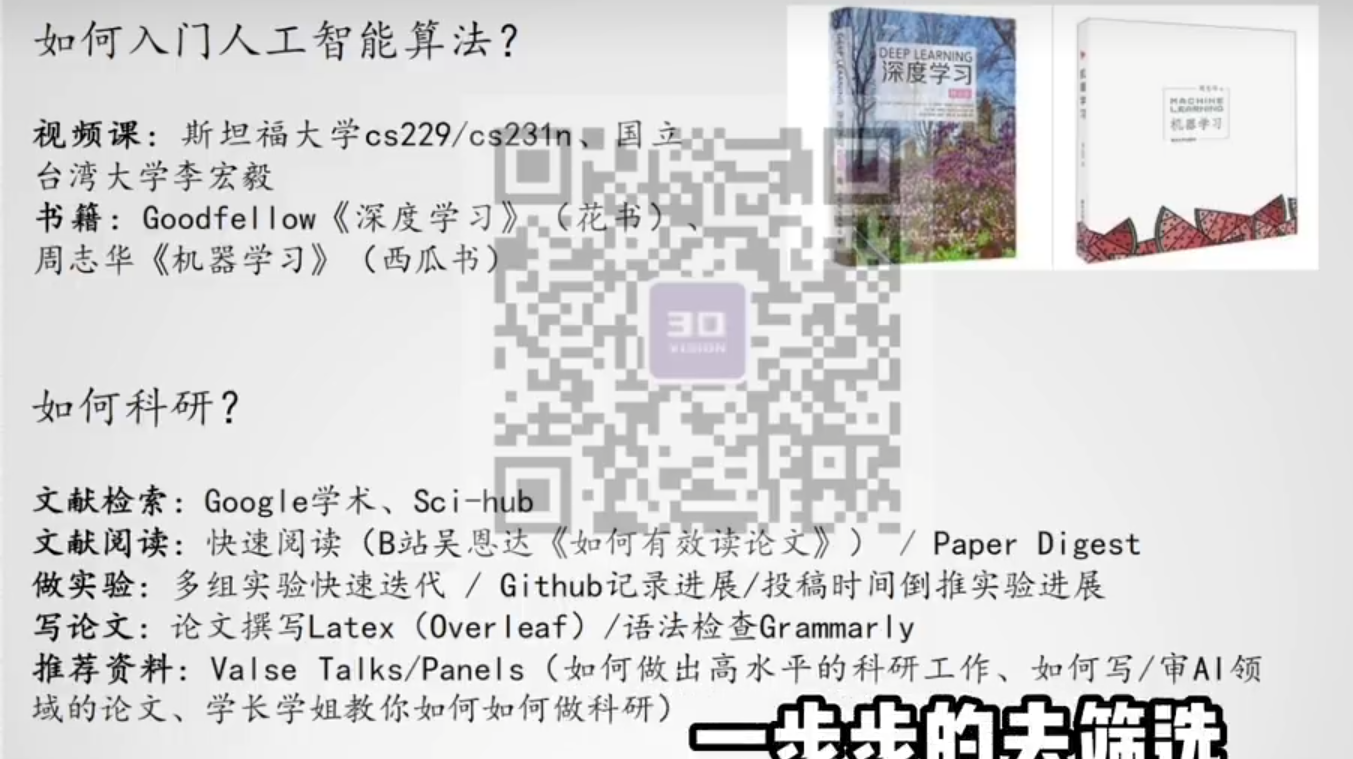 如何入门人工智能算法？
DEEP LEARNING
深度学习
MACHINE
LEARNING
机器学习
视频课：斯坦福大学cs229/cs231n、国立
台湾大学李宏毅
书籍：Goodfellow《深度学习》（花书）、
周志华《机器学习》（西瓜书）
3D
VISION
如何科研？
文献检索：Google学术、Sci-hub
文献阅读：快速阅读（B站吴恩达《如何有效读论文》） / Paper Digest
做实验：多组实验快速迭代 / Github记录进展/投稿时间倒推实验进展
写论文：论文撰写Latex（Overleaf）/语法检查Grammarly
推荐资料：Valse Talks/Panels（如何做出高水平的科研工作、如何写/审AI领
域的论文、学长学姐教你如何如何做科研）
一步步的去筛选